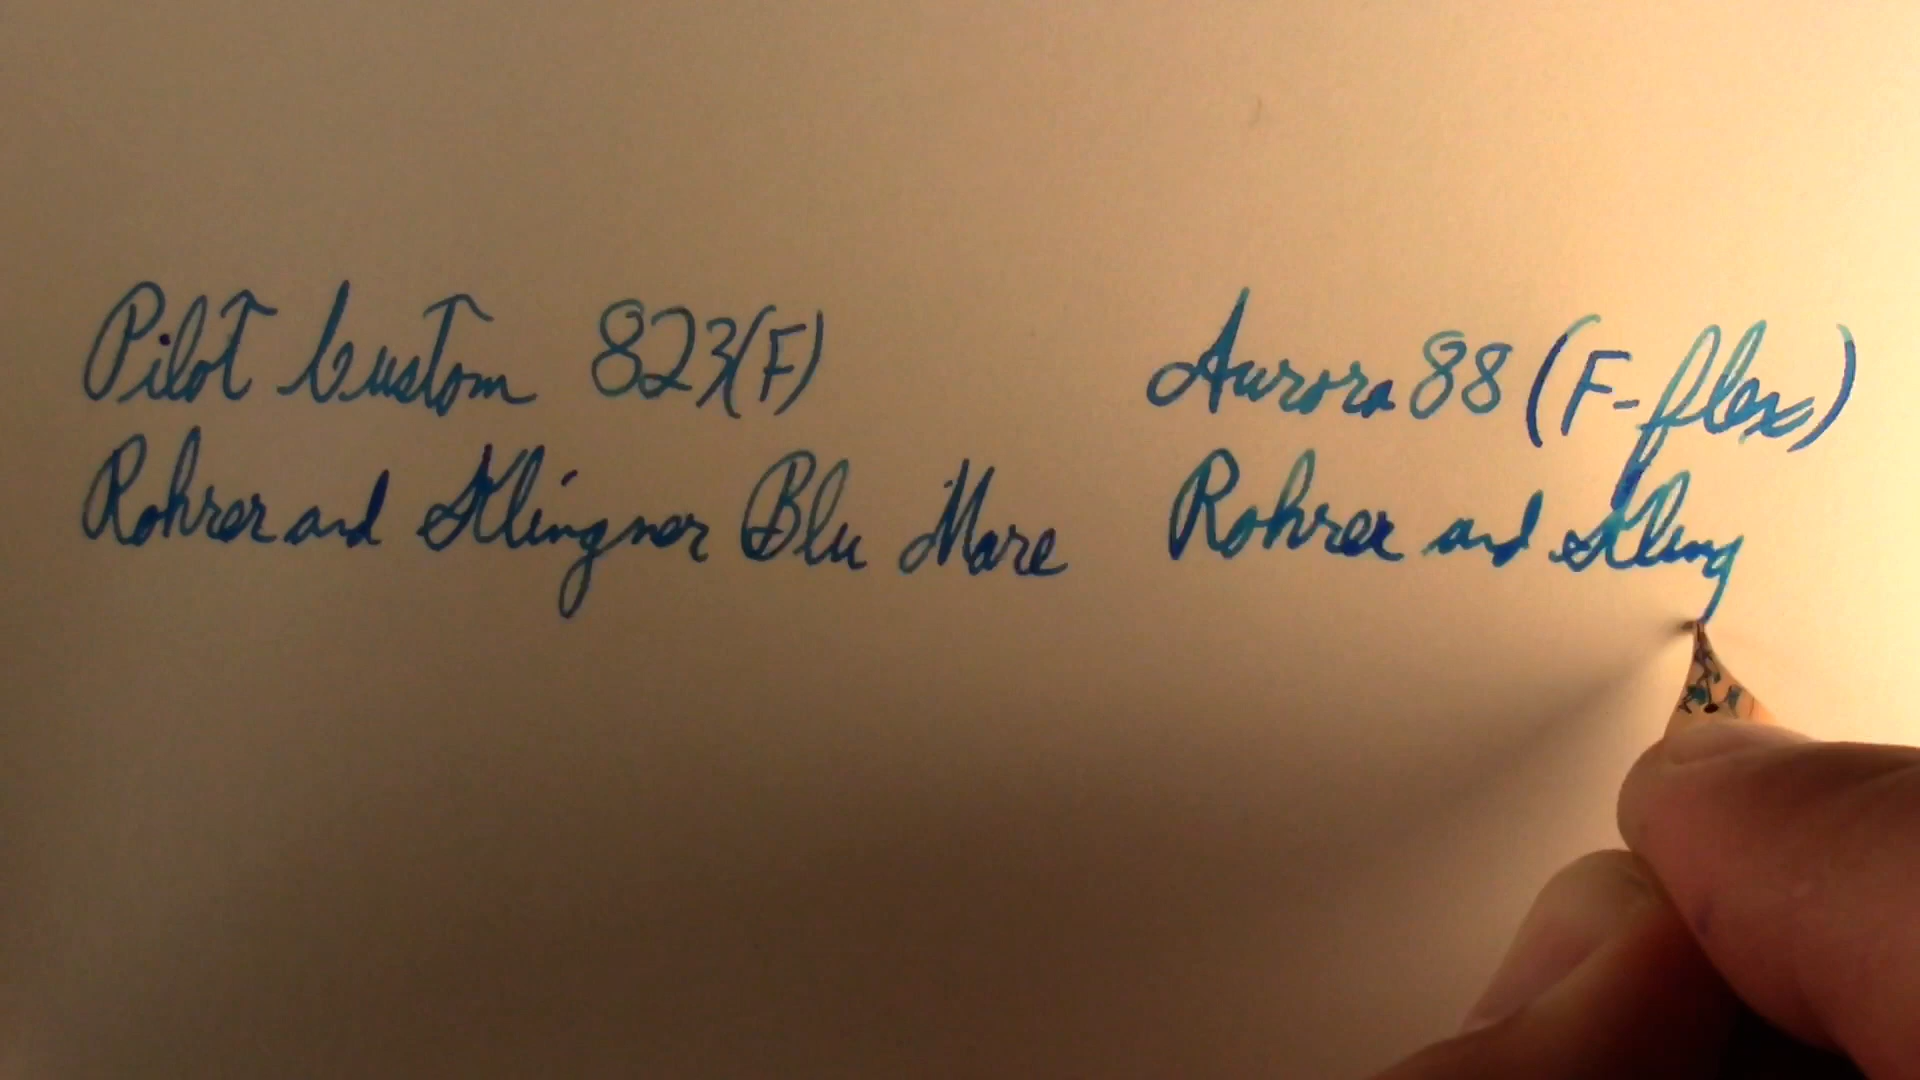 Pilot Custom 823(F)
Rohrer and Klingner Blu Mare
Aurora 88 (F-flex)
Rohrer and Kling